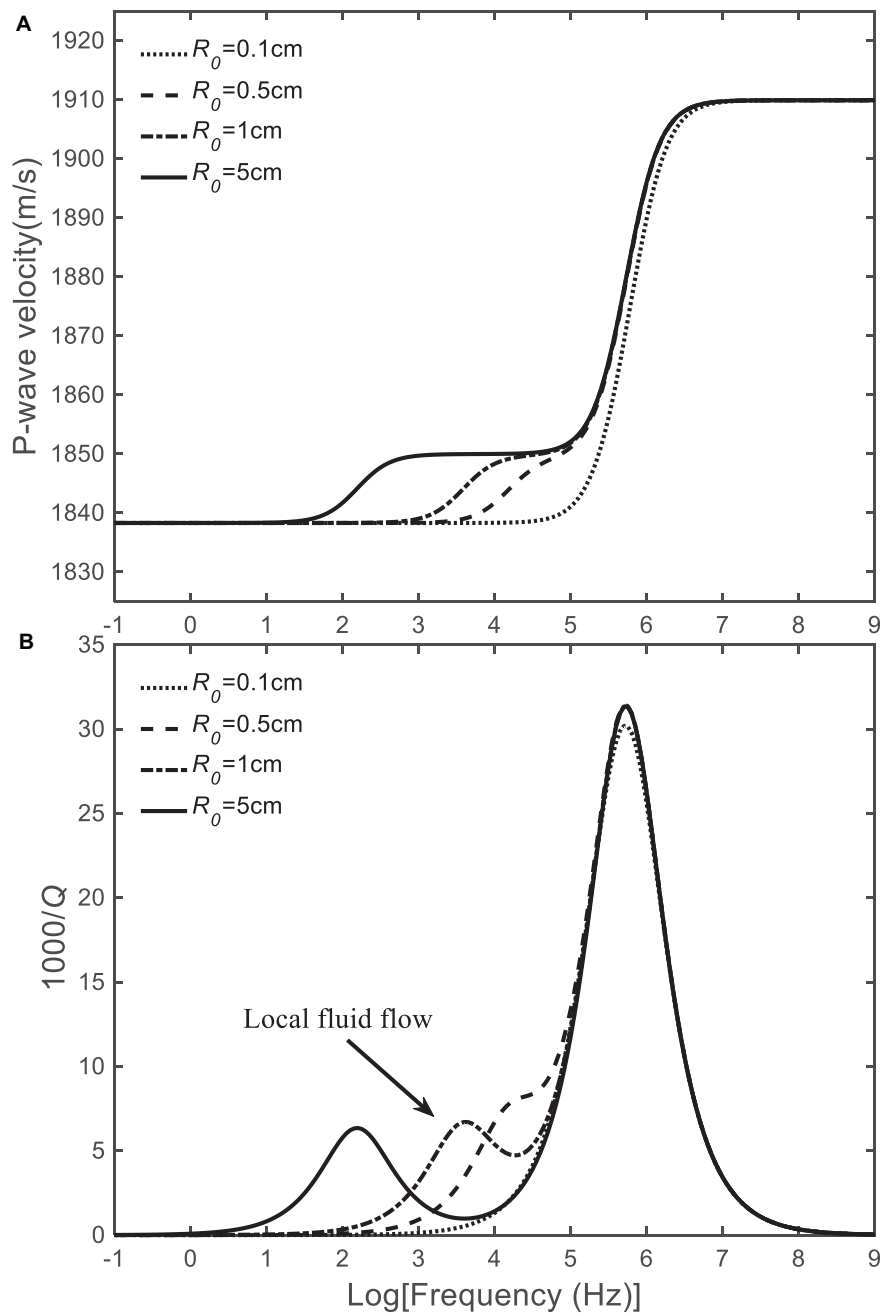 A
1920
1910
1900
1890
1880
1870
1860
1850
1840
1830
P-wave velocity(m/s)
R0=0.1cm
R0=0.5cm
R0=1cm
R0=5cm
-1 0 1 2 3 4 5 6 7 8 9
B
35
30
25
20
15
10
5
0
1000/Q
R0=0.1cm
R0=0.5cm
R0=1cm
R0=5cm
Local fluid flow
-1 0 1 2 3 4 5 6 7 8 9
Log[Frequency (Hz)]